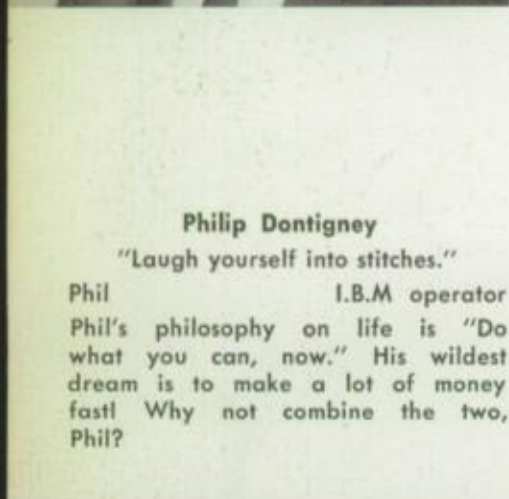 Philip Dontigney
"Laugh yourself into stitches."
Phil I.B.M operator
Phil's philosophy on life is "Do
what you can, now." His wildest
dream is to make a lot of money
fast! Why not combine the two,
Phil?